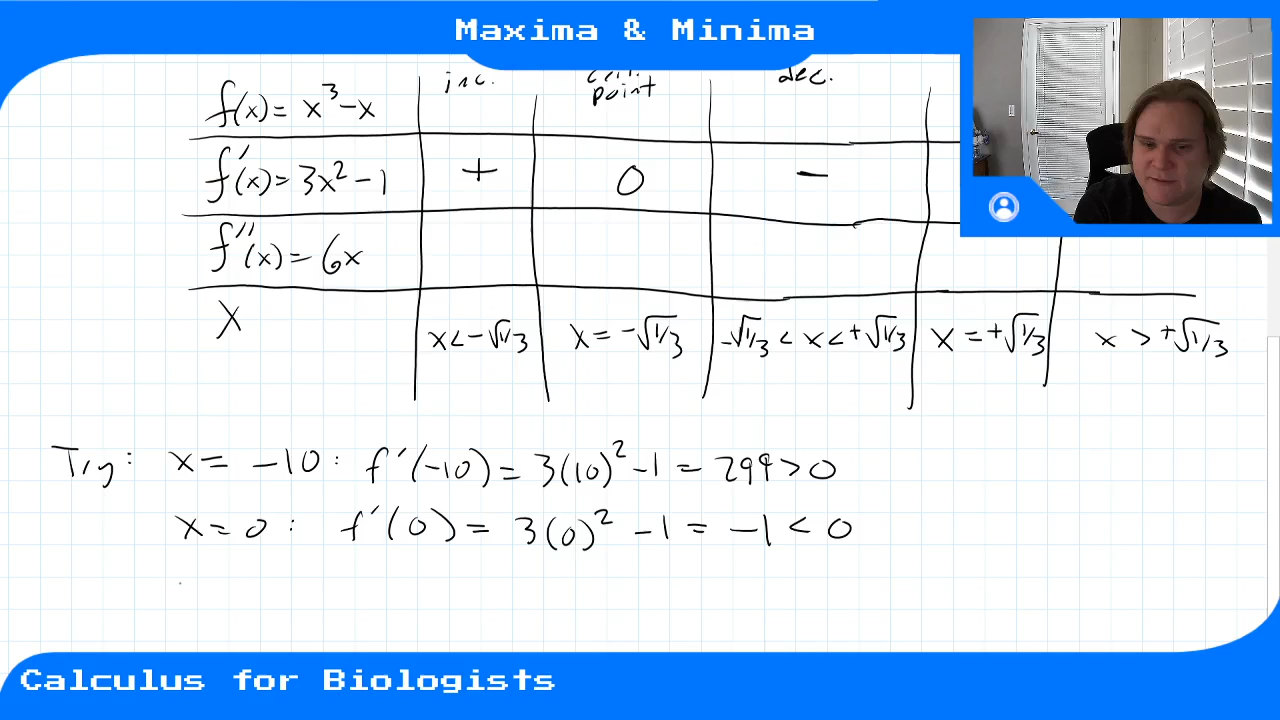 Maxima & Minima
inc. point dec.
f(x) = x³ - x
f'(x) = 3x² - 1 + 0 -
f''(x) = 6x
x x < -√1/3 x = -√1/3 -√1/3 < x < +√1/3 x = +√1/3 x > +√1/3
Try: x = -10 : f'(-10) = 3(10)² - 1 = 299 > 0
x = 0 : f'(0) = 3(0)² - 1 = -1 < 0
Calculus for Biologists